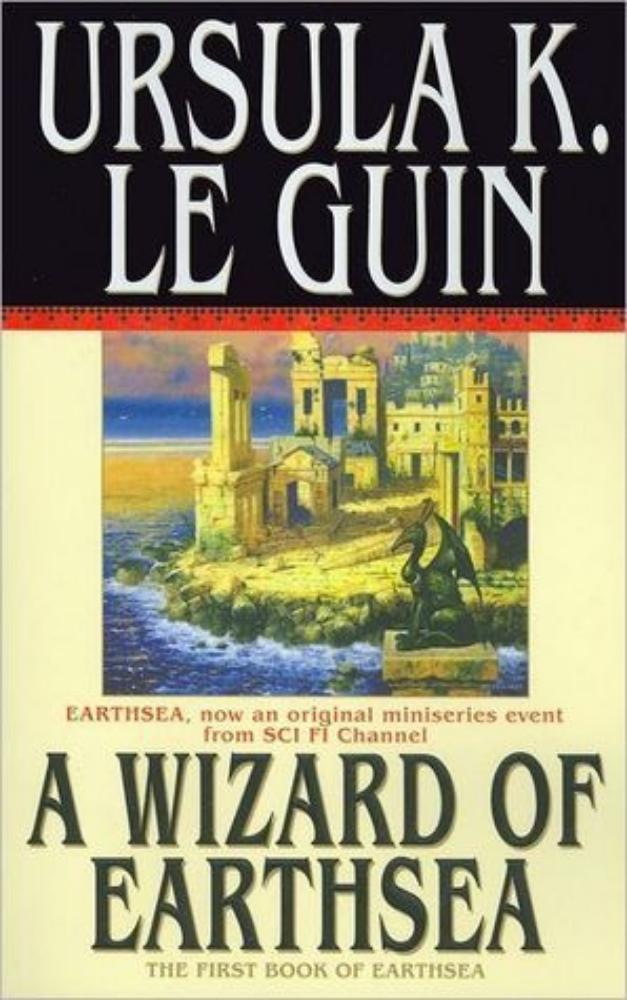 URSULA K.
LE GUIN
EARTHSEA, now an original miniseries event
from SCI FI Channel
A WIZARD OF
EARTHSEA
THE FIRST BOOK OF EARTHSEA